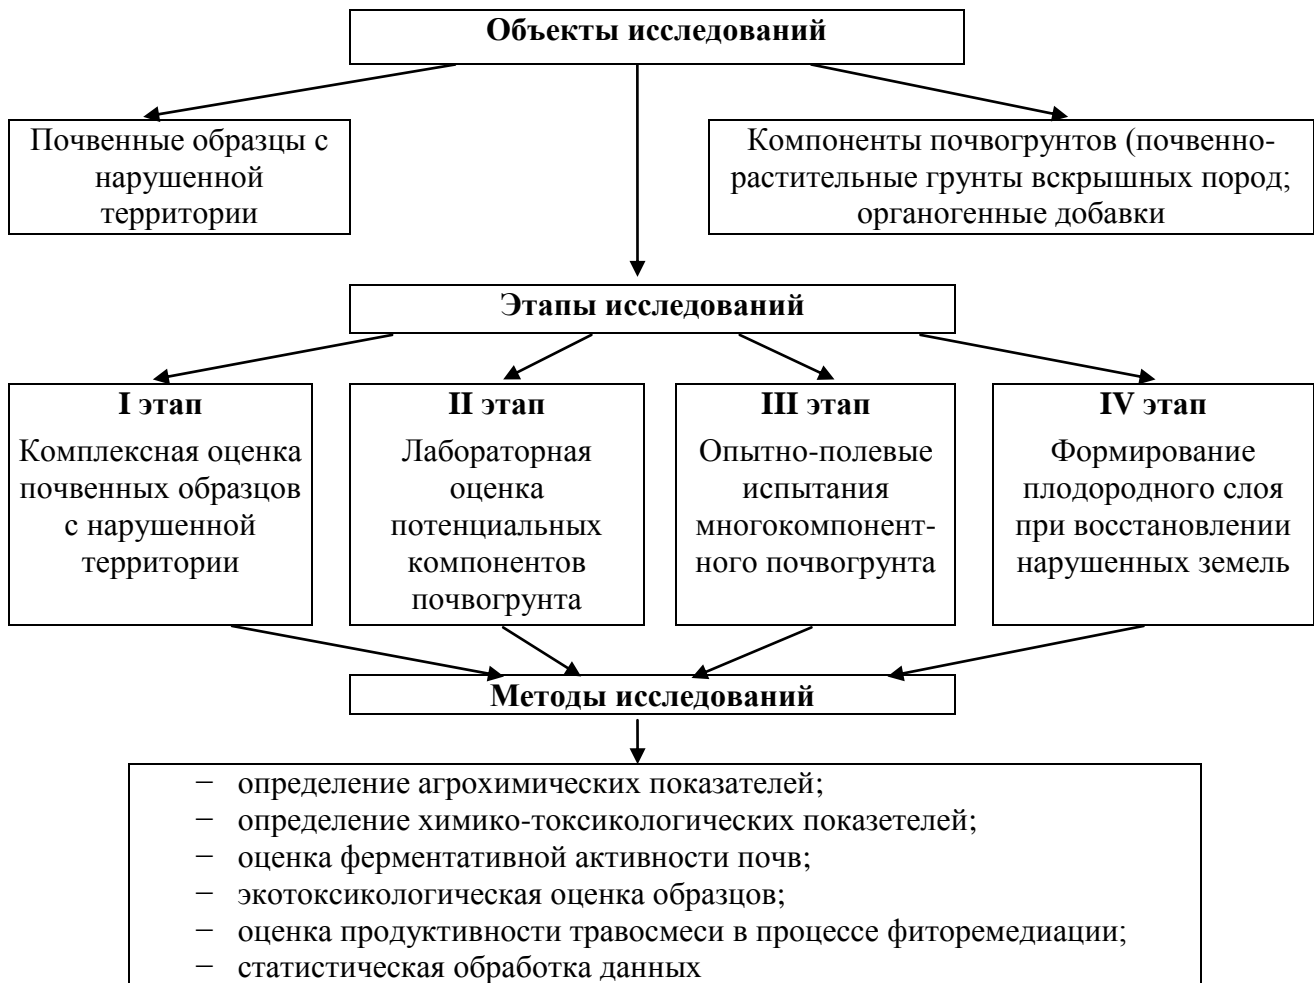 Объекты исследований
Почвенные образцы с
нарушенной
территории
Компоненты почвогрунтов (почвенно-
растительные грунты вскрышных пород;
органогенные добавки
Этапы исследований
I этап
Комплексная оценка
почвенных образцов
с нарушенной
территории
II этап
Лабораторная
оценка
потенциальных
компонентов
почвогрунта
III этап
Опытно-полевые
испытания
многокомпонент-
ного почвогрунта
IV этап
Формирование
плодородного слоя
при восстановлении
нарушенных земель
Методы исследований
− определение агрохимических показателей;
− определение химико-токсикологических показетелей;
− оценка ферментативной активности почв;
− экотоксикологическая оценка образцов;
− оценка продуктивности травосмеси в процессе фиторемедиации;
− статистическая обработка данных